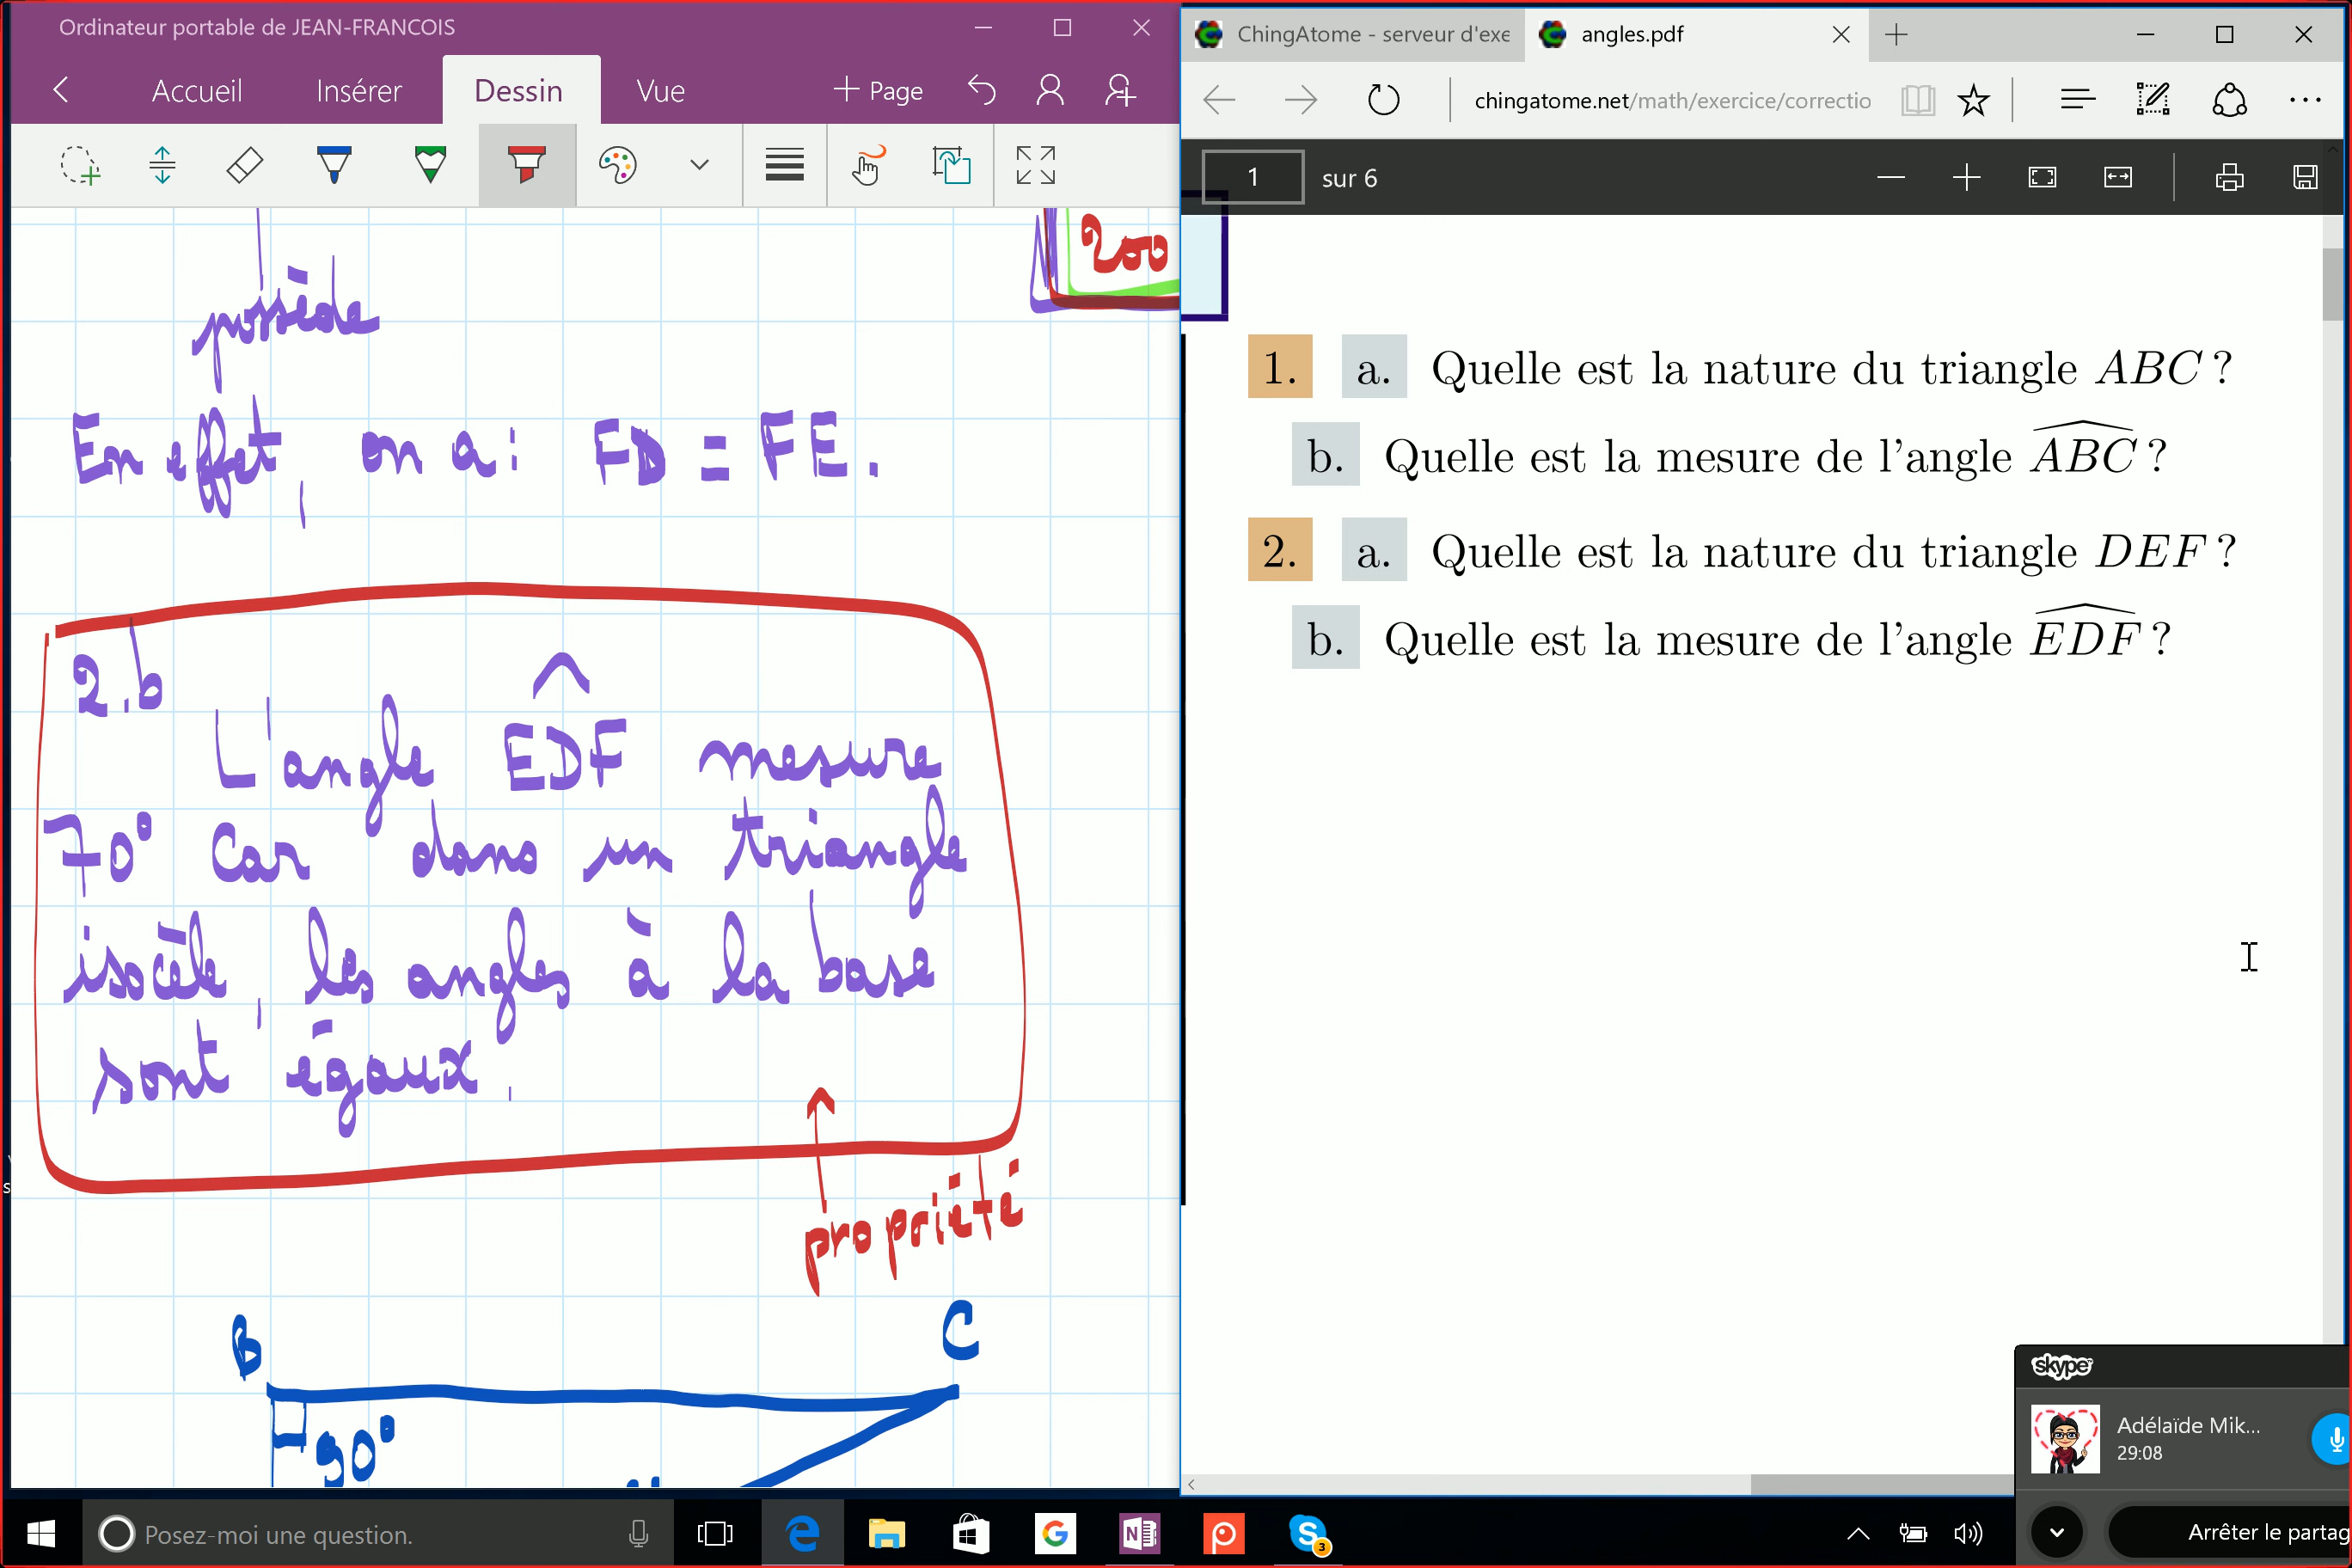 Ordinateur portable de JEAN-FRANCOIS
Accueil Insérer Dessin Vue + Page
200
possède
En effet, on a : FD = FE.
2.b
L'angle EDF mesure
70° car dans un triangle
isocèle, les angles à la base
sont égaux.
propriété
B C
90°
ChingAtome - serveur d'exe
angles.pdf
chingatome.net/math/exercice/correctio
1 sur 6
1. a. Quelle est la nature du triangle ABC ?
b. Quelle est la mesure de l'angle ABC ?
2. a. Quelle est la nature du triangle DEF ?
b. Quelle est la mesure de l'angle EDF ?
skype
Adélaïde Mik...
29:08
Arrêter le partag
Posez-moi une question.
3